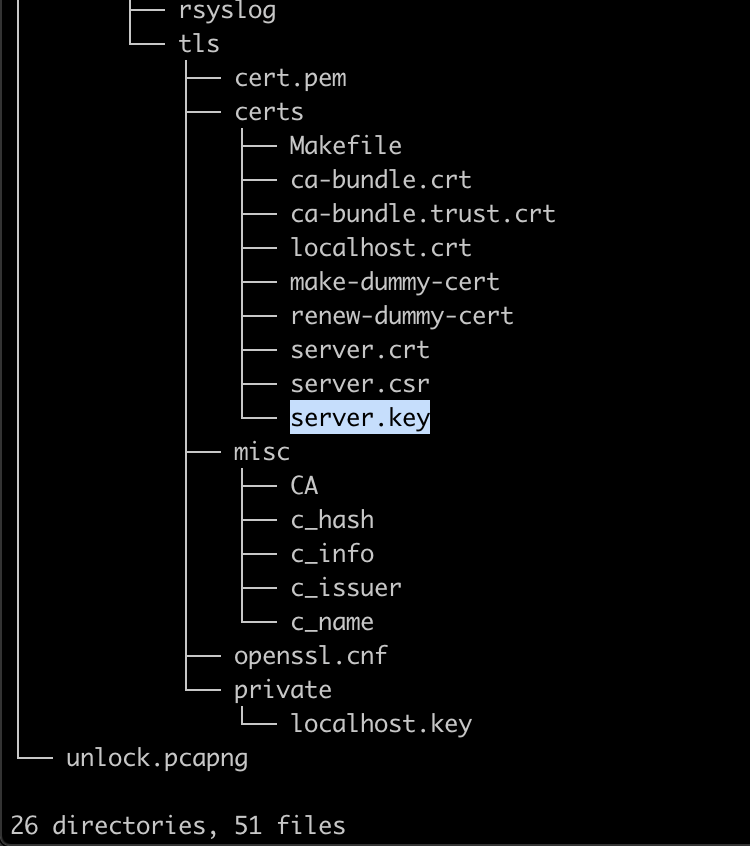 rsyslog
tls
cert.pem
certs
Makefile
ca-bundle.crt
ca-bundle.trust.crt
localhost.crt
make-dummy-cert
renew-dummy-cert
server.crt
server.csr
server.key
misc
CA
c_hash
c_info
c_issuer
c_name
openssl.cnf
private
localhost.key
unlock.pcapng
26 directories, 51 files